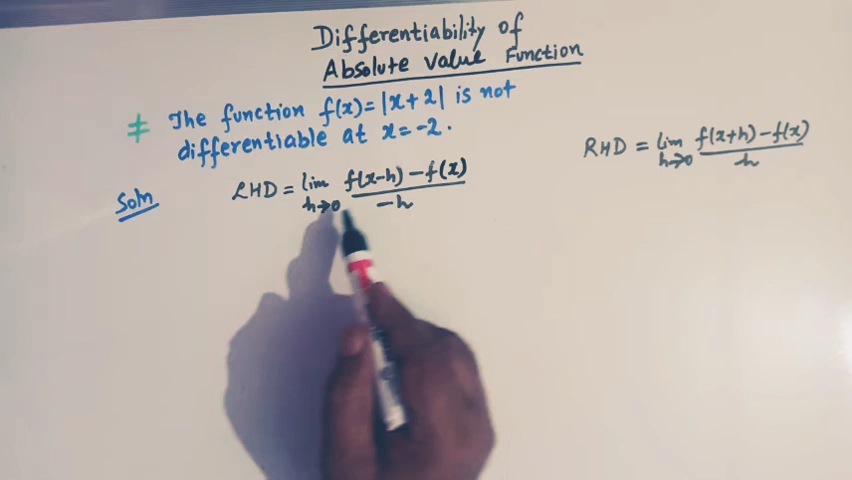 Differentiability of
Absolute Value Function
# The function f(x)=|x+2| is not
differentiable at x=-2.
Soln
LHD = lim h→0 f(x-h)-f(x) / -h
RHD = lim h→0 f(x+h)-f(x) / h